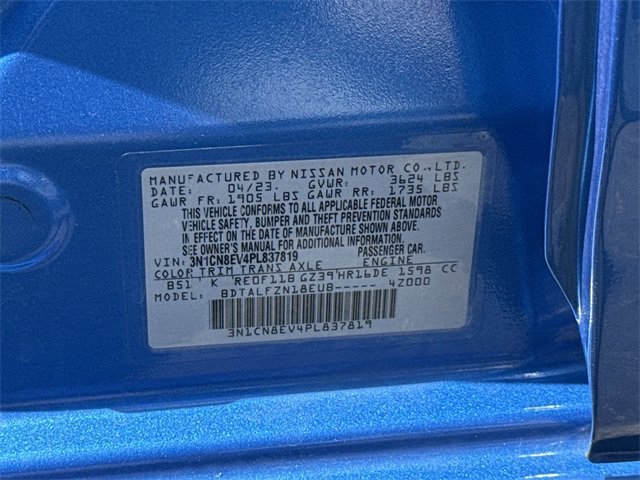 MANUFACTURED BY NISSAN MOTOR CO., LTD.
DATE: 04/23. GVWR: 3624 LBS
GAWR FR: 1905 LBS GAWR RR: 1735 LBS
THIS VEHICLE CONFORMS TO ALL APPLICABLE FEDERAL MOTOR
VEHICLE SAFETY, BUMPER AND THEFT PREVENTION STANDARDS
IN EFFECT ON THE DATE OF MANUFACTURE SHOWN ABOVE.
SEE OWNER'S MANUAL FOR ADDITIONAL INFORMATION
VIN: 3N1CN8EV4PL837819 PASSENGER CAR.
COLOR TRIM TRANS AXLE ENGINE
B51 K RE0F11B GZ39 HR16DE 1598 CC
MODEL: BDTALFZN18EUB----- 4Z000
3N1CN8EV4PL837819